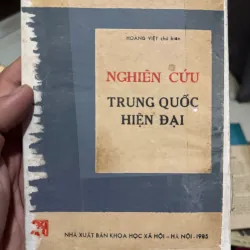 HOÀNG VIỆT chủ biên
NGHIÊN CỨU
TRUNG QUỐC
HIỆN ĐẠI
NHÀ XUẤT BẢN KHOA HỌC XÃ HỘI - HÀ NỘI - 1985